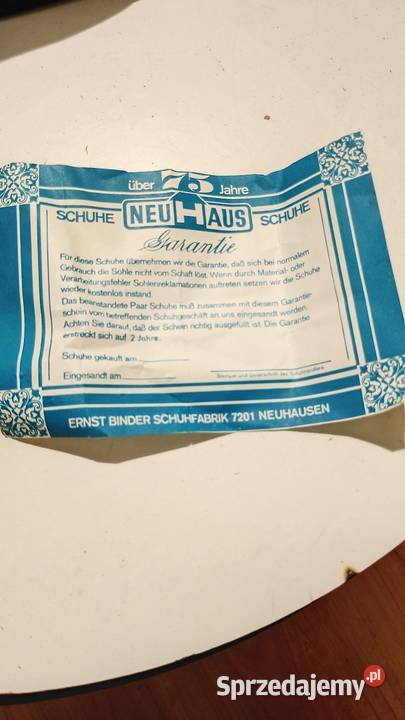 über 75 Jahre
SCHUHE NEUHAUS SCHUHE
Garantie
Für diese Schuhe übernehmen wir die Garantie, daß sich bei normalem
Gebrauch die Sohle nicht vom Schaft löst. Wenn durch Material- oder
Verarbeitungsfehler Sohlenreklamationen auftreten setzen wir die Schuhe
wieder kostenlos instand.
Das beanstandete Paar Schuhe muß zusammen mit diesem Garantie-
schein vom betreffenden Schuhgeschäft an uns eingesandt werden.
Achten Sie darauf, daß der Schein richtig ausgefüllt ist. Die Garantie
erstreckt sich auf 2 Jahre.
Schuhe gekauft am
Eingesandt am
Stempel und Unterschrift des
ERNST BINDER SCHUHFABRIK 7201 NEUHAUSEN
Sprzedajemy.pl